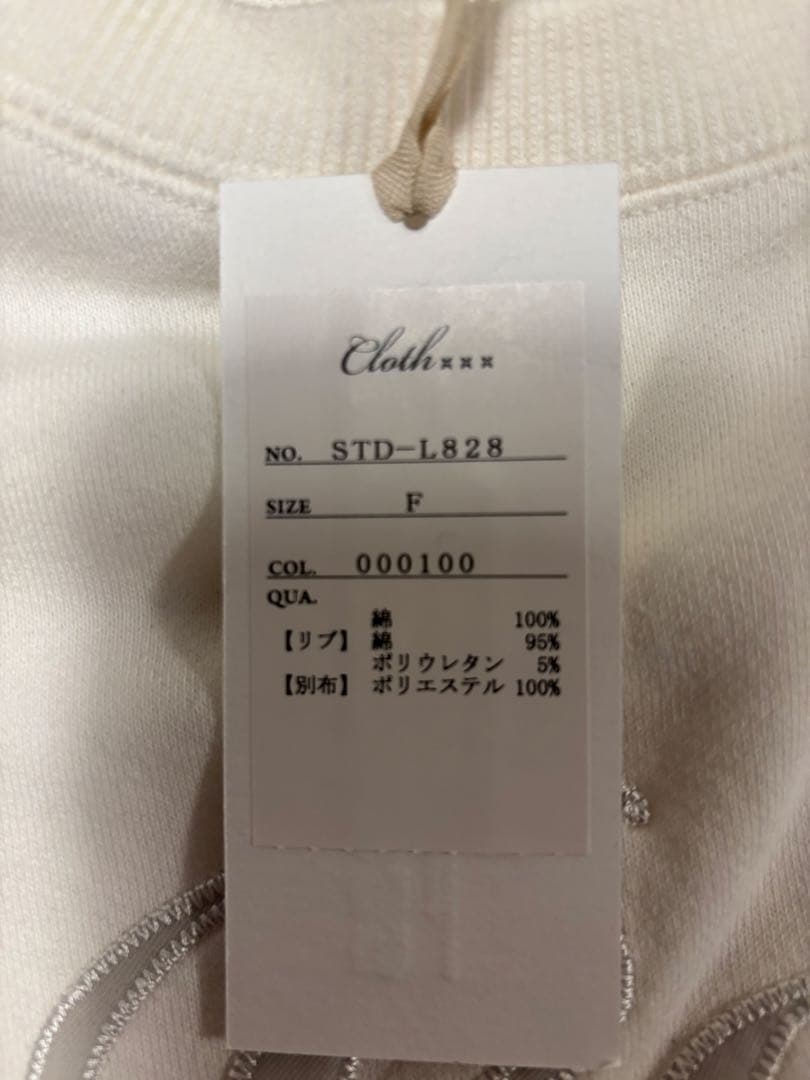 Cloth×××
NO. STD-L828
SIZE F
COL. 000100
QUA.
綿 100%
【リブ】 綿 95%
ポリウレタン 5%
【別布】 ポリエステル 100%